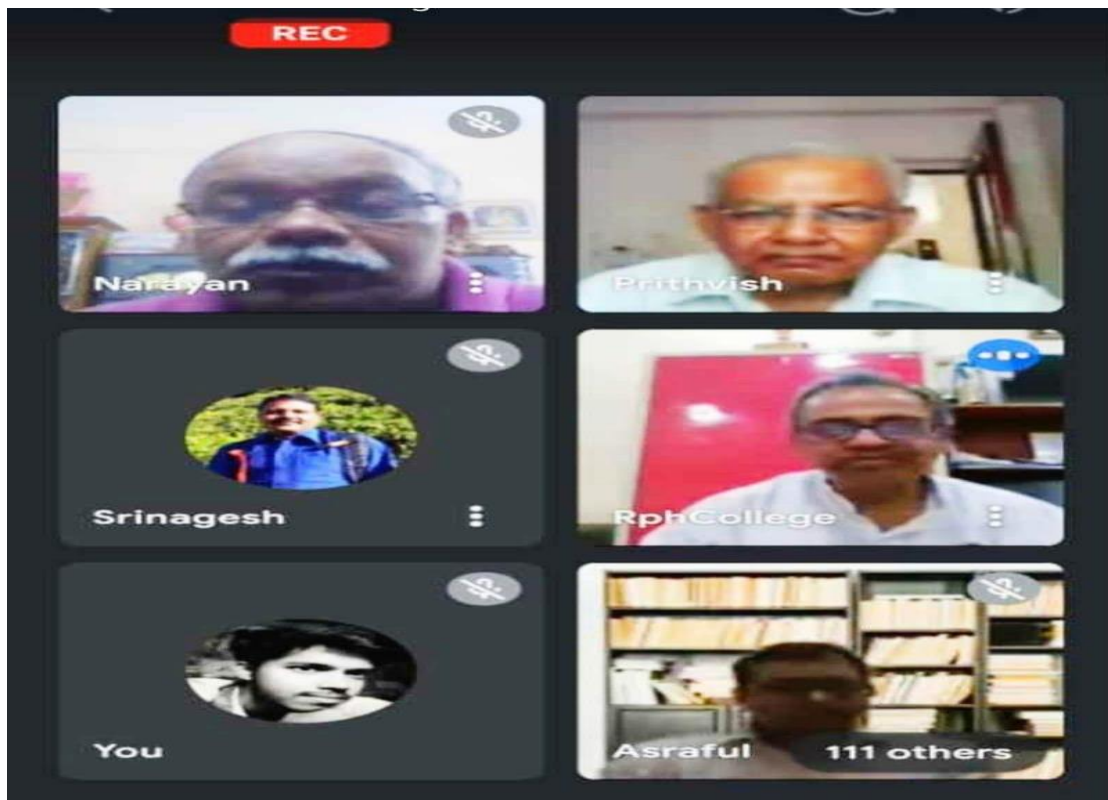 REC
Narayan
Prithvish
Srinagesh
RphCollege
You
Asraful
111 others